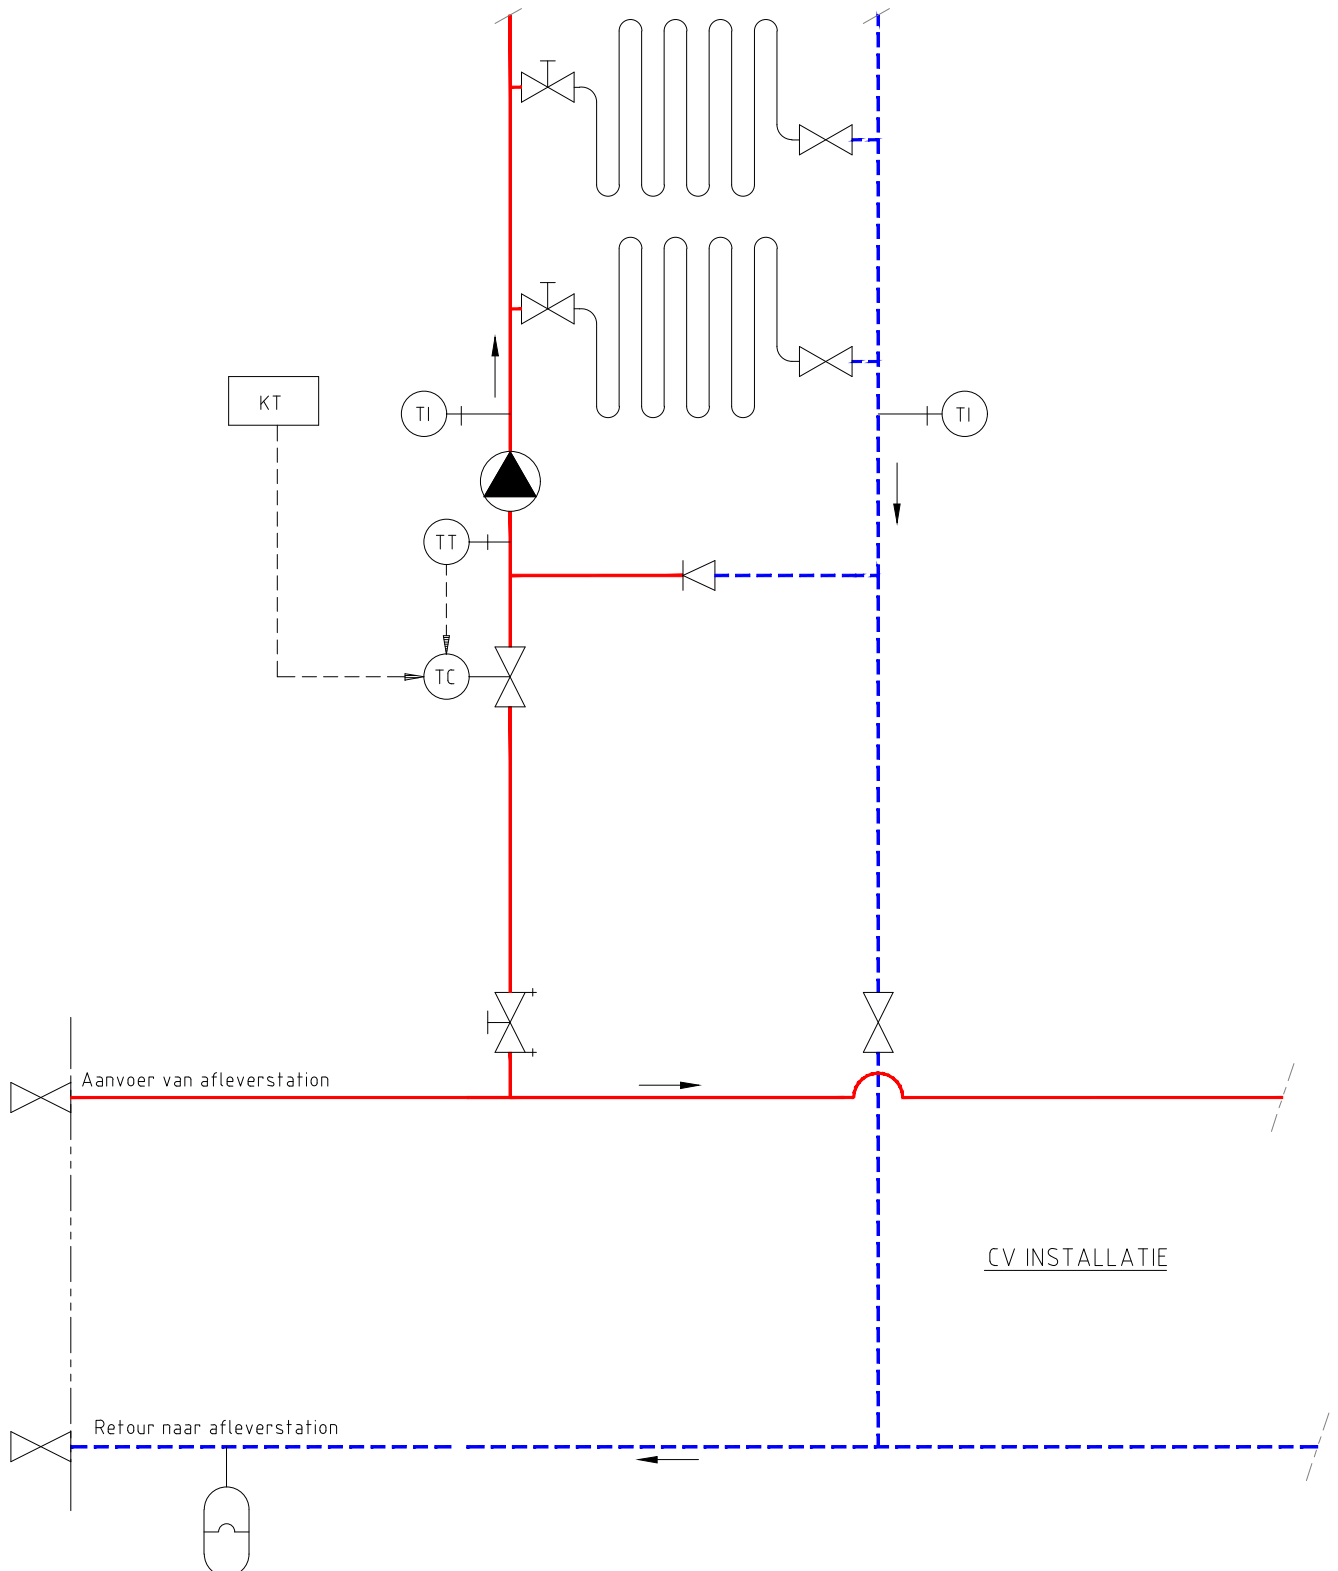 KT
TI
TI
TT
TC
Aanvoer van afleverstation
CV INSTALLATIE
Retour naar afleverstation